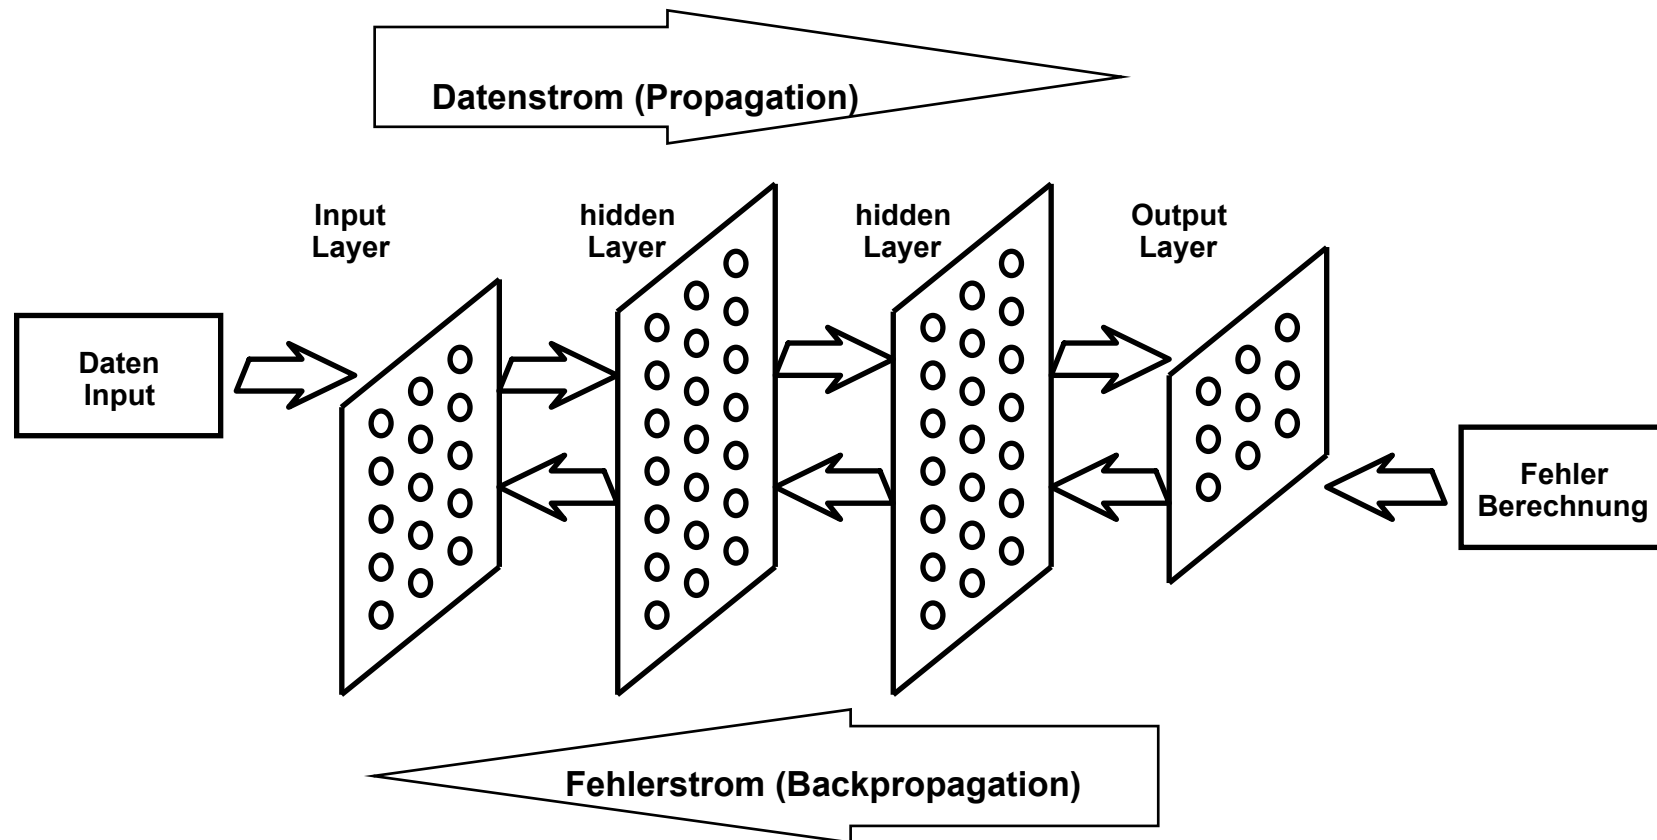 Datenstrom (Propagation)
Input
Layer
hidden
Layer
hidden
Layer
Output
Layer
Daten
Input
Fehler
Berechnung
Fehlerstrom (Backpropagation)